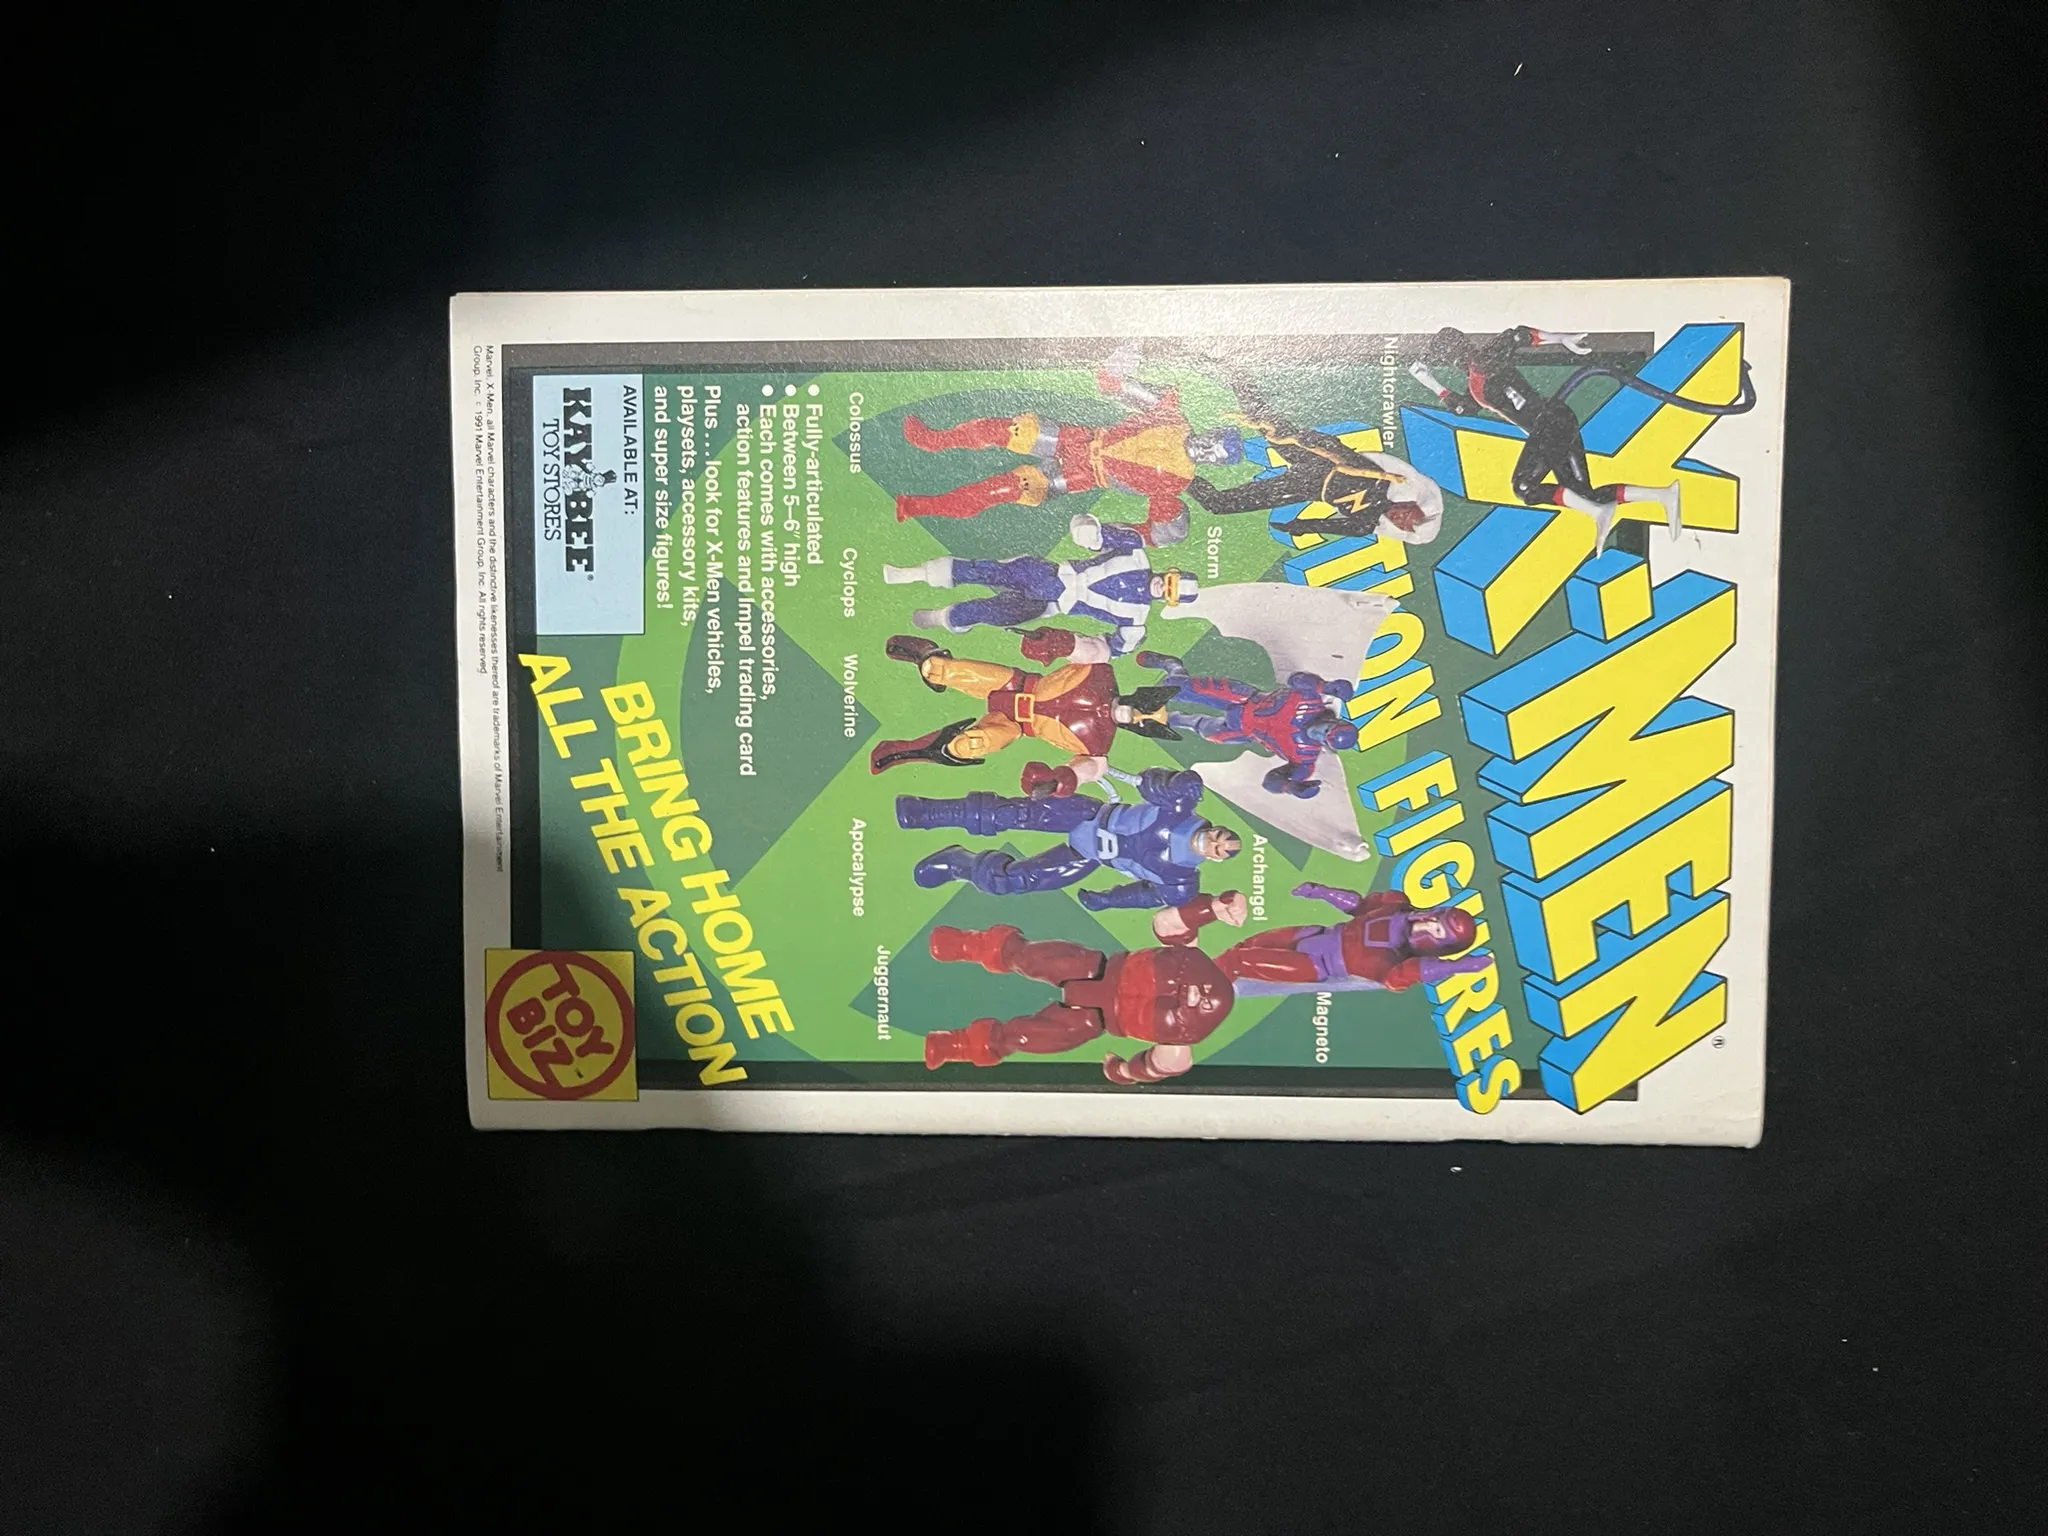 X-MEN®
ACTION FIGURES
Nightcrawler
Storm
Archangel
Magneto
Colossus
Cyclops
Wolverine
Apocalypse
Juggernaut
• Fully-articulated
• Between 5–6" high
• Each comes with accessories,
action features and Impel trading card
Plus...look for X-Men vehicles,
playsets, accessory kits,
and super size figures!
AVAILABLE AT:
KAY BEE®
TOY STORES
BRING HOME
ALL THE ACTION
TOY
BIZ™
Marvel, X-Men, all Marvel characters and the distinctive likenesses thereof are trademarks of Marvel Entertainment
Group, Inc. © 1991 Marvel Entertainment Group, Inc. All rights reserved.